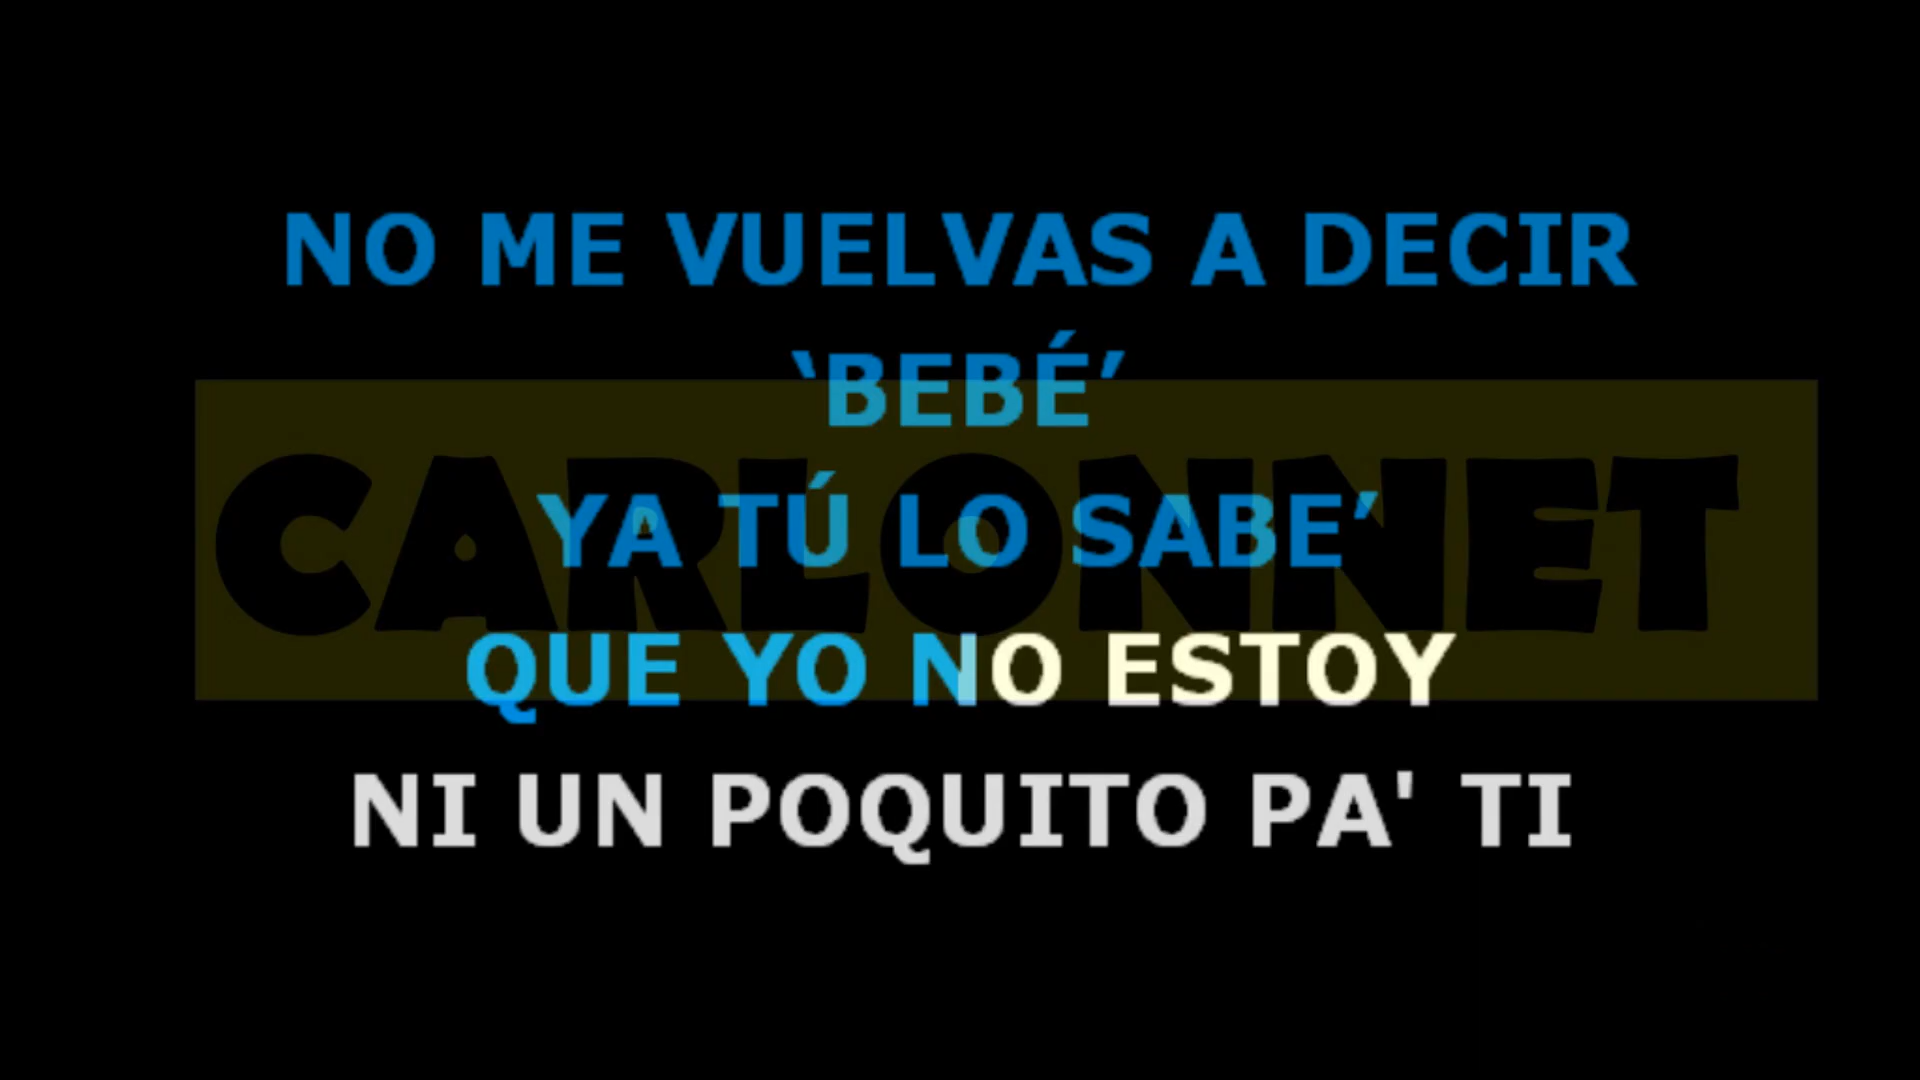 NO ME VUELVAS A DECIR
‘BEBÉ’
YA TÚ LO SABE’
CARLONNET
QUE YO NO ESTOY
NI UN POQUITO PA' TI